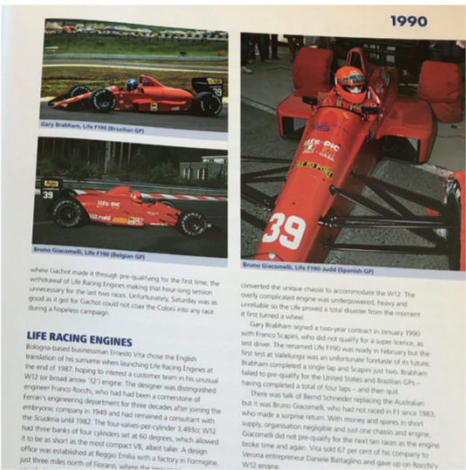 1990
Gary Brabham, Life F190 (Brazilian GP)
39
Bruno Giacomelli, Life F190 (Belgian GP)
39
Bruno Giacomelli, Life F190-Judd (Spanish GP)
where Gachot made it through pre-qualifying for the first time, the
withdrawal of Life Racing Engines making that hour-long session
unnecessary for the last two races. Unfortunately, Saturday was as
good as it got for Gachot could not coax the Coloni into any race
during a hopeless campaign.
LIFE RACING ENGINES
Bologna-based businessman Ernesto Vita chose the English
translation of his surname when launching Life Racing Engines at
the end of 1987, hoping to interest a customer team in his unusual
W12 (or broad arrow '12') engine. The designer was distinguished
engineer Franco Rocchi, who had had been a cornerstone of
Ferrari's engineering department for three decades after joining the
embryonic company in 1949 and had remained a consultant with
the Scuderia until 1982. The four-valves-per-cylinder 3,493cc W12
had three banks of four cylinders set at 60 degrees, which allowed
it to be short as the most compact V8, albeit taller. A design
office was established at Reggio Emilia with a factory in Formigine,
just three miles north of Fiorano, where the
converted the unique chassis to accommodate the W12. The
overly complicated engine was underpowered, heavy and
unreliable so the Life proved a total disaster from the moment
it first turned a wheel.
Gary Brabham signed a two-year contract in January 1990
with Franco Scapini, who did not qualify for a super licence, as
test driver. The renamed Life F190 was ready in February but the
first test at Vallelunga was an unfortunate foretaste of its future:
Brabham completed a single lap and Scapini just two. Brabham
failed to pre-qualify for the United States and Brazilian GPs –
having completed a total of four laps – and then quit.
There was talk of Bernd Schneider replacing the Australian
but it was Bruno Giacomelli, who had not raced in F1 since 1983,
who made a surprise return. With money and spares in short
supply, organisation negligible and just one chassis and engine,
Giacomelli did not pre-qualify for the next ten races as the engine
broke time and again. Vita sold 67 per cent of his company to
Verona entrepreneur Daniele Battaglino and gave up on Rocchi's
W12 engine.